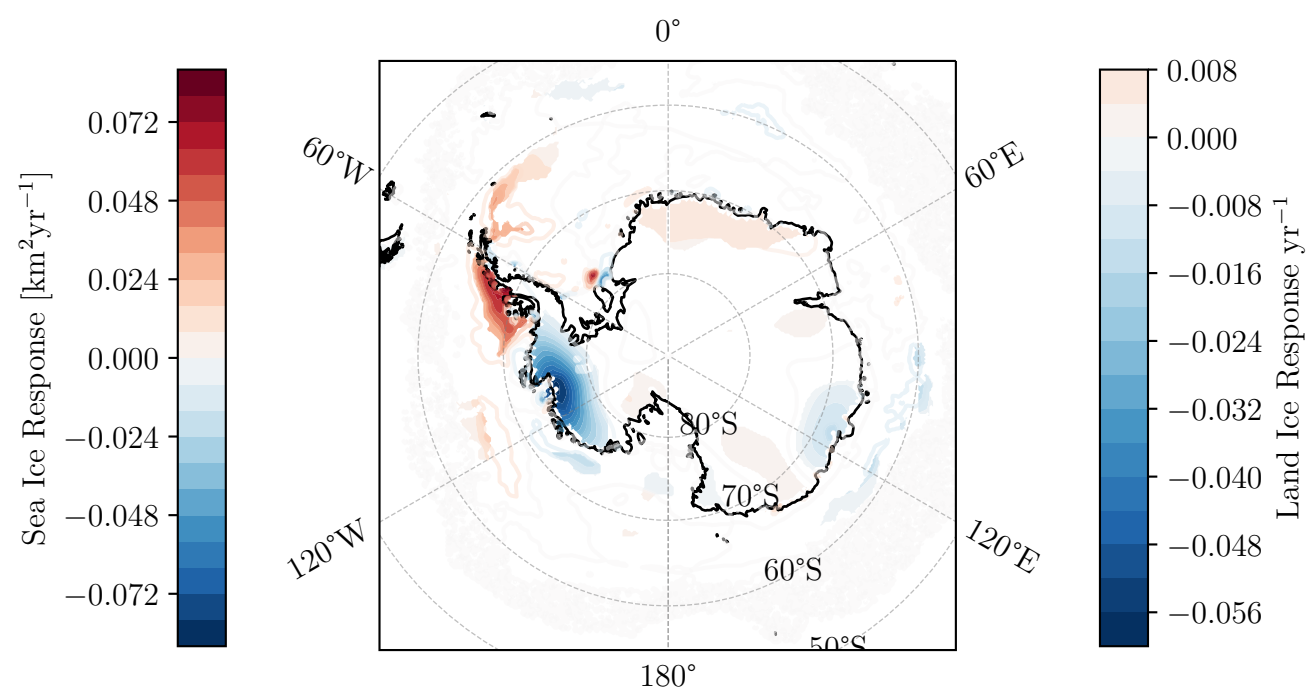 0°
60°W
60°E
120°W
120°E
180°
80°S
70°S
60°S
50°S
Sea Ice Response [km²yr⁻¹]
0.072
0.048
0.024
0.000
−0.024
−0.048
−0.072
Land Ice Response yr⁻¹
0.008
0.000
−0.008
−0.016
−0.024
−0.032
−0.040
−0.048
−0.056